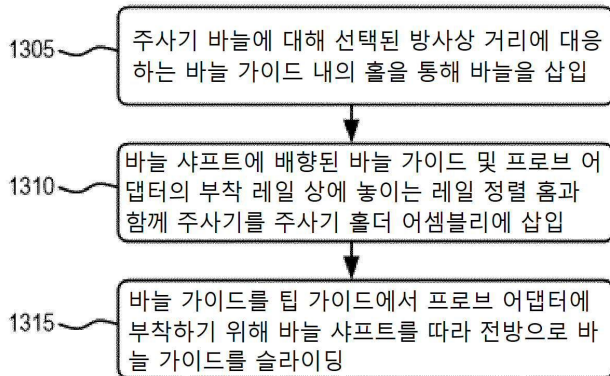 1305
주사기 바늘에 대해 선택된 방사상 거리에 대응
하는 바늘 가이드 내의 홀을 통해 바늘을 삽입
1310
바늘 샤프트에 배향된 바늘 가이드 및 프로브 어
댑터의 부착 레일 상에 놓이는 레일 정렬 홈과
함께 주사기를 주사기 홀더 어셈블리에 삽입
1315
바늘 가이드를 팁 가이드에서 프로브 어댑터에
부착하기 위해 바늘 샤프트를 따라 전방으로 바
늘 가이드를 슬라이딩